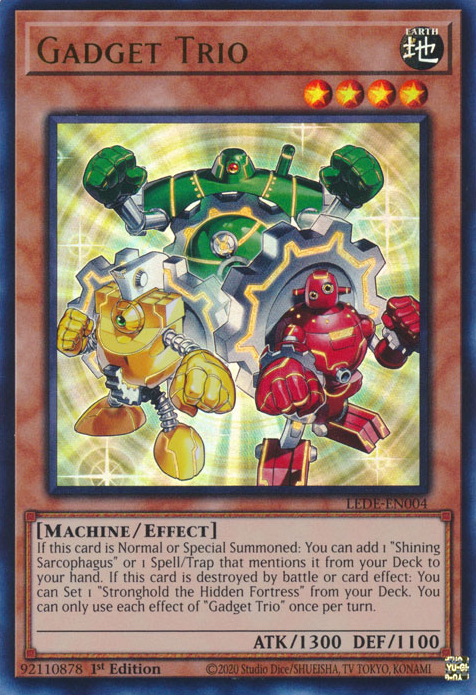 Gadget Trio
EARTH
地
LEDE-EN004
[Machine/Effect]
If this card is Normal or Special Summoned: You can add 1 "Shining
Sarcophagus" or 1 Spell/Trap that mentions it from your Deck to
your hand. If this card is destroyed by battle or card effect: You
can Set 1 "Stronghold the Hidden Fortress" from your Deck. You
can only use each effect of "Gadget Trio" once per turn.
ATK/1300 DEF/1100
92110878 1st Edition ©2020 Studio Dice/SHUEISHA, TV TOKYO, KONAMI